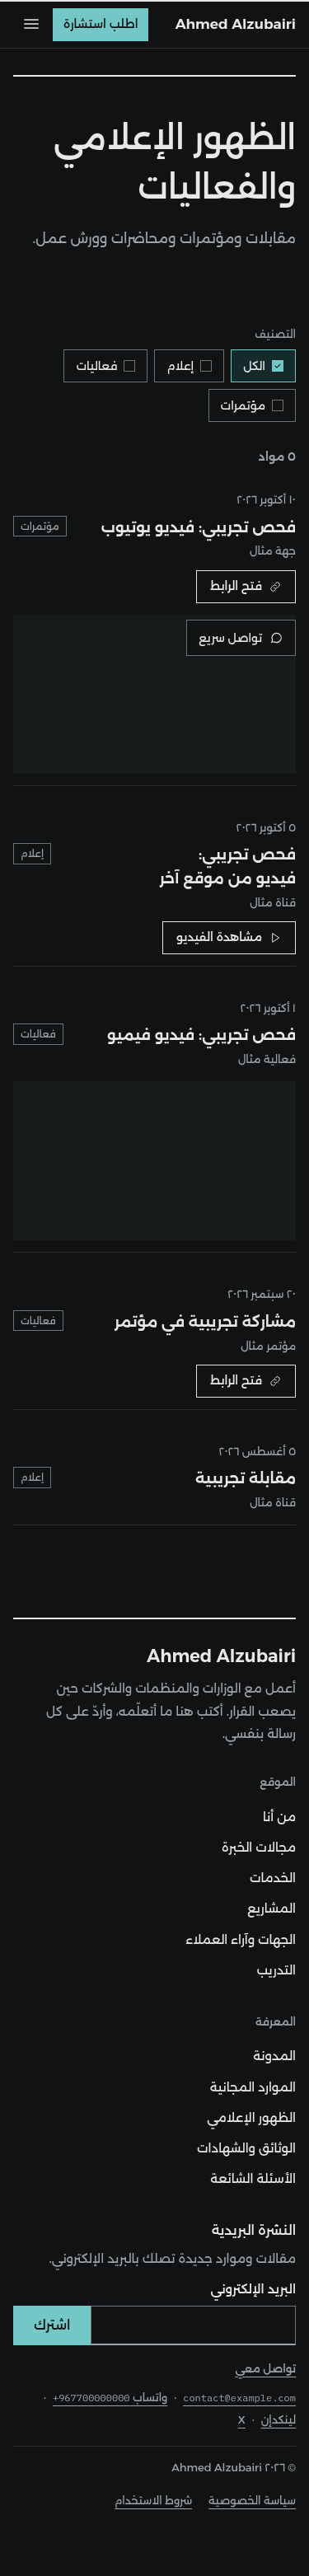 Ahmed Alzubairi
اطلب استشارة
الظهور الإعلامي
والفعاليات
مقابلات ومؤتمرات ومحاضرات وورش عمل.
التصنيف
الكل
إعلام
فعاليات
مؤتمرات
٥ مواد
١٠ أكتوبر ٢٠٢٦
فحص تجريبي: فيديو يوتيوب
مؤتمرات
جهة مثال
فتح الرابط
تواصل سريع
٥ أكتوبر ٢٠٢٦
فحص تجريبي:
فيديو من موقع آخر
إعلام
قناة مثال
مشاهدة الفيديو
١ أكتوبر ٢٠٢٦
فحص تجريبي: فيديو فيميو
فعاليات
فعالية مثال
٢٠ سبتمبر ٢٠٢٦
مشاركة تجريبية في مؤتمر
فعاليات
مؤتمر مثال
فتح الرابط
٥ أغسطس ٢٠٢٦
مقابلة تجريبية
إعلام
قناة مثال
Ahmed Alzubairi
أعمل مع الوزارات والمنظمات والشركات حين
يصعب القرار. أكتب هنا ما أتعلّمه، وأردّ على كل
رسالة بنفسي.
الموقع
من أنا
مجالات الخبرة
الخدمات
المشاريع
الجهات وآراء العملاء
التدريب
المعرفة
المدونة
الموارد المجانية
الظهور الإعلامي
الوثائق والشهادات
الأسئلة الشائعة
النشرة البريدية
مقالات وموارد جديدة تصلك بالبريد الإلكتروني.
البريد الإلكتروني
اشترك
تواصل معي
contact@example.com · واتساب +967700000000 ·
لينكدإن · X
© ٢٠٢٦ Ahmed Alzubairi
سياسة الخصوصية
شروط الاستخدام